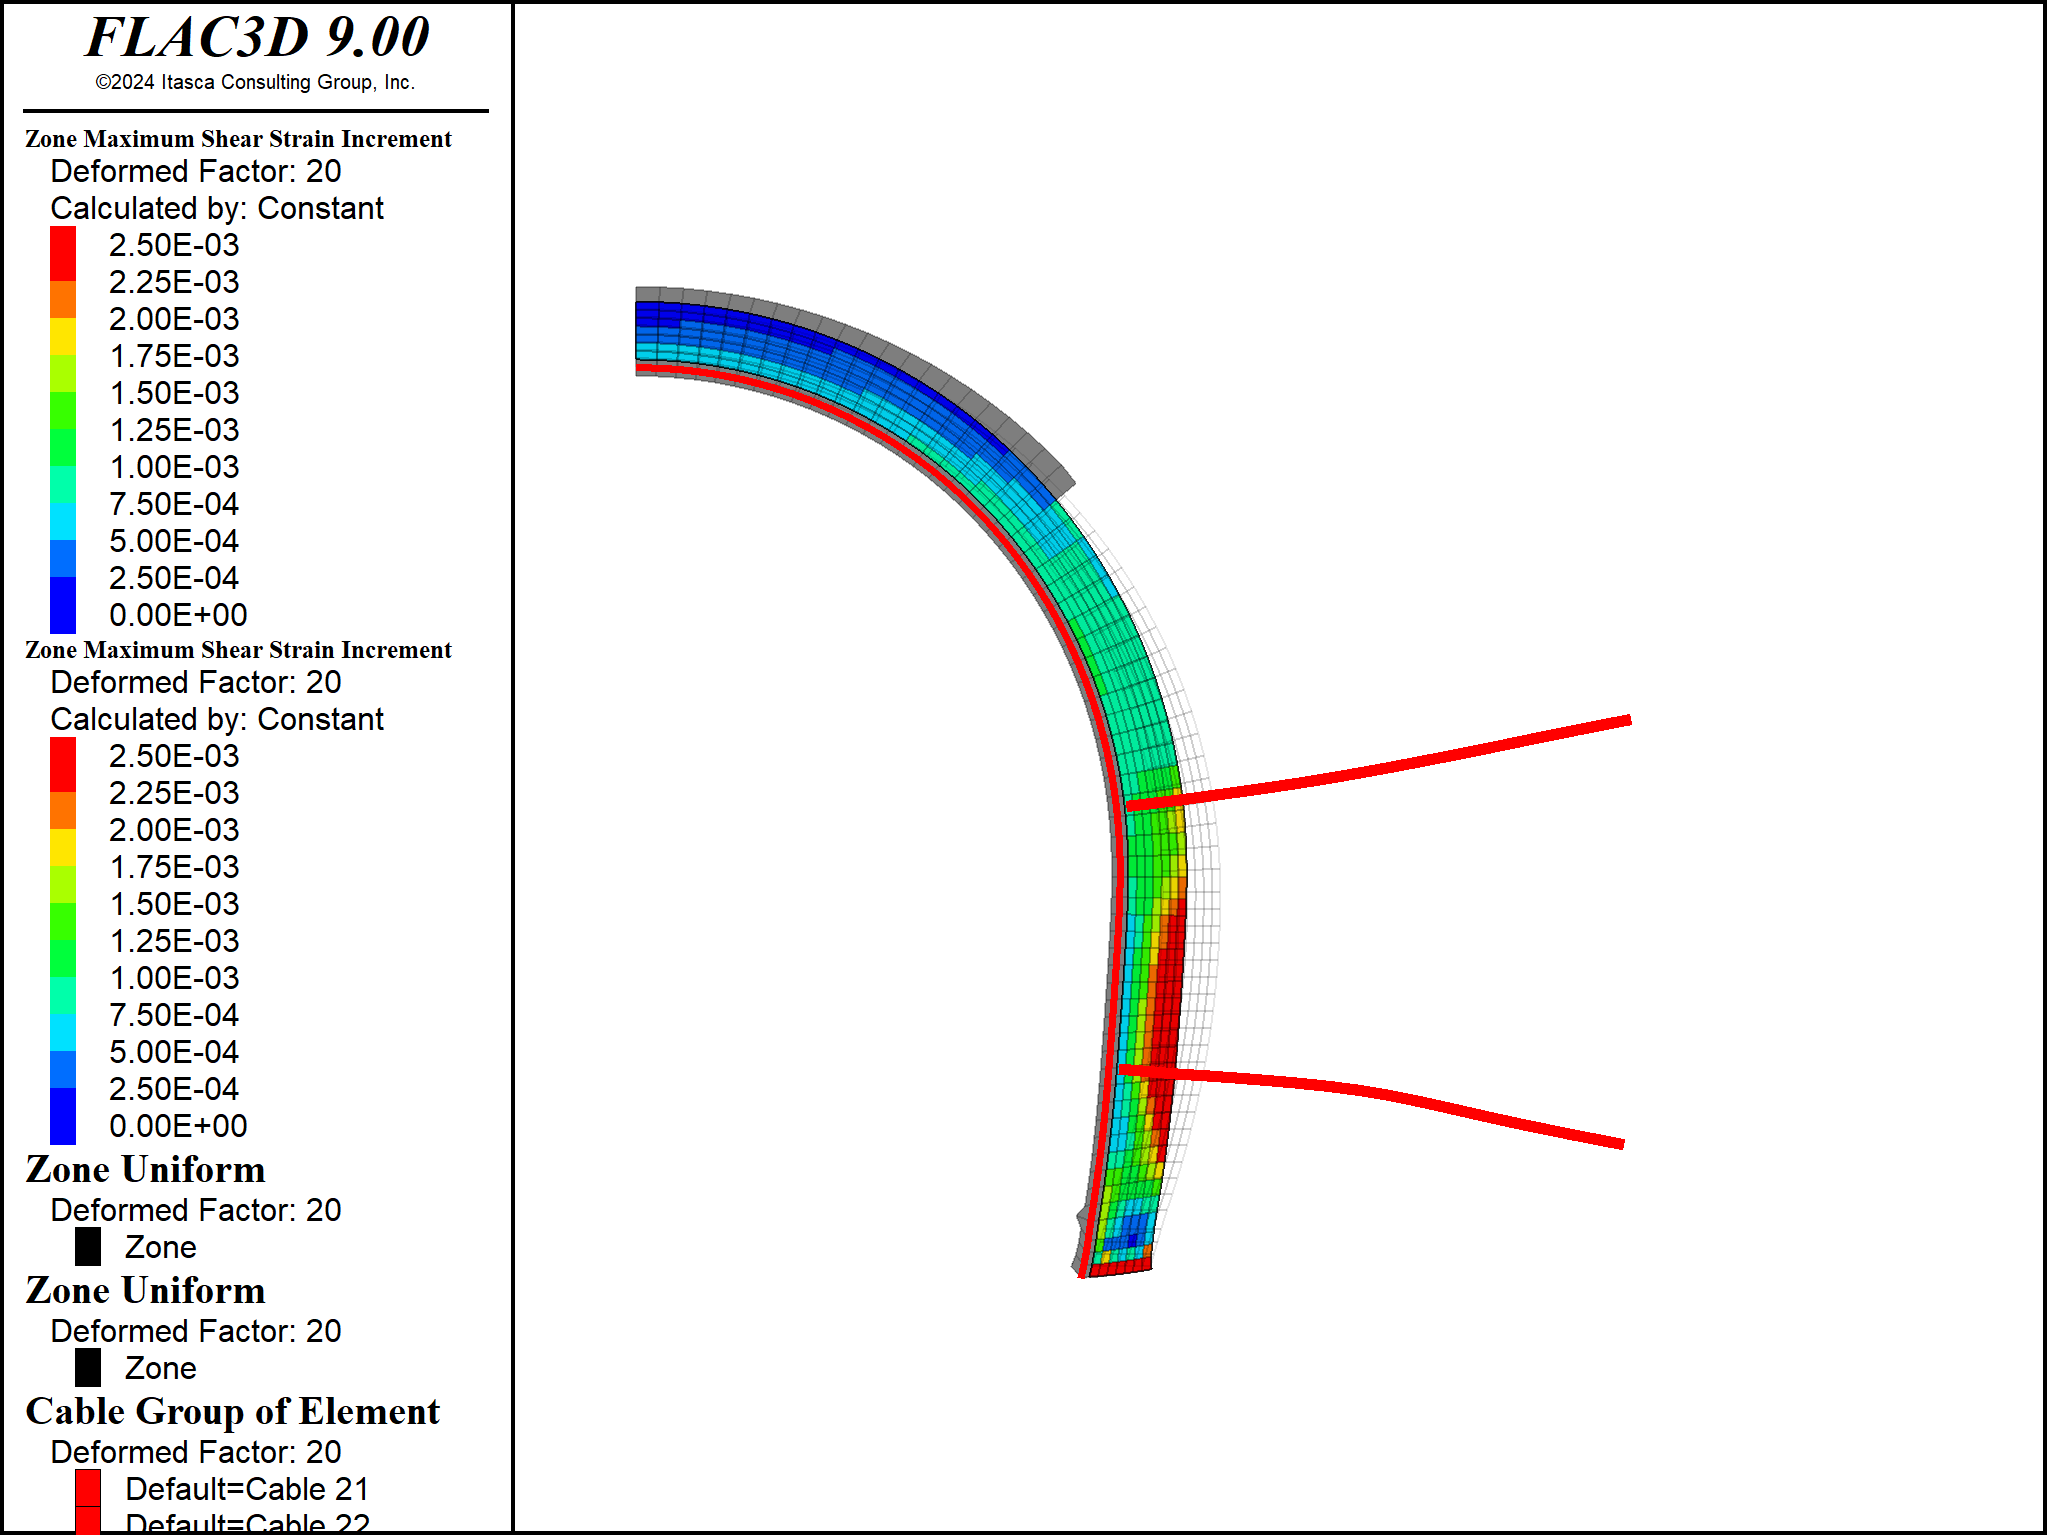 FLAC3D 9.00
©2024 Itasca Consulting Group, Inc.
Zone Maximum Shear Strain Increment
Deformed Factor: 20
Calculated by: Constant
2.50E-03
2.25E-03
2.00E-03
1.75E-03
1.50E-03
1.25E-03
1.00E-03
7.50E-04
5.00E-04
2.50E-04
0.00E+00
Zone Maximum Shear Strain Increment
Deformed Factor: 20
Calculated by: Constant
2.50E-03
2.25E-03
2.00E-03
1.75E-03
1.50E-03
1.25E-03
1.00E-03
7.50E-04
5.00E-04
2.50E-04
0.00E+00
Zone Uniform
Deformed Factor: 20
Zone
Zone Uniform
Deformed Factor: 20
Zone
Cable Group of Element
Deformed Factor: 20
Default=Cable 21
Default=Cable 22